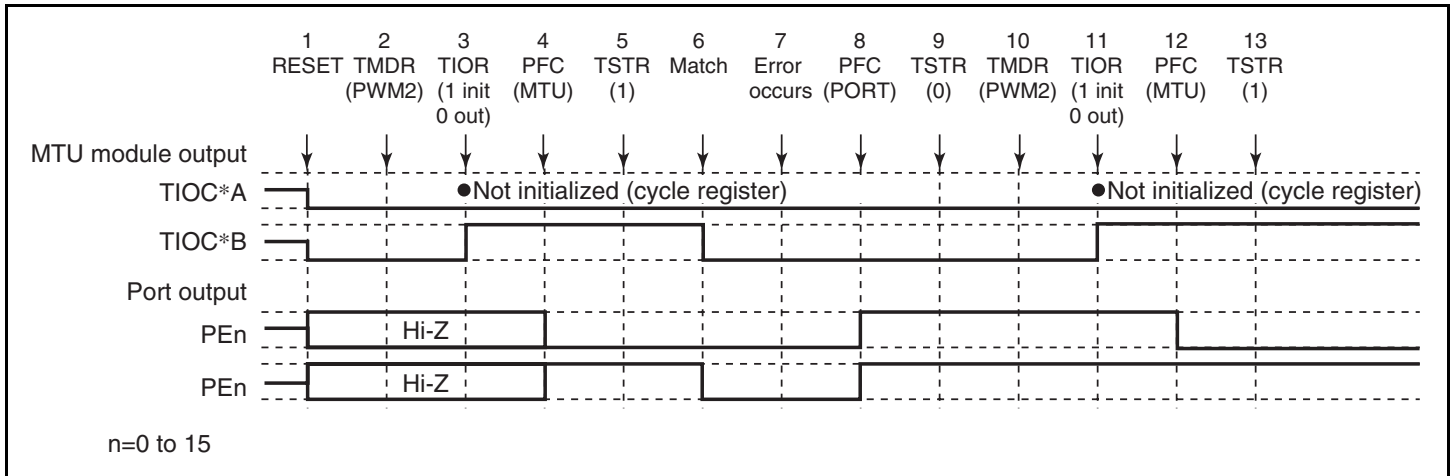 1 2 3 4 5 6 7 8 9 10 11 12 13
RESET TMDR TIOR PFC TSTR Match Error PFC TSTR TMDR TIOR PFC TSTR
(PWM2) (1 init (MTU) (1) occurs (PORT) (0) (PWM2) (1 init (MTU) (1)
0 out) 0 out)
MTU module output
TIOC*A ●Not initialized (cycle register) ●Not initialized (cycle register)
TIOC*B
Port output
PEn Hi-Z
PEn Hi-Z
n=0 to 15